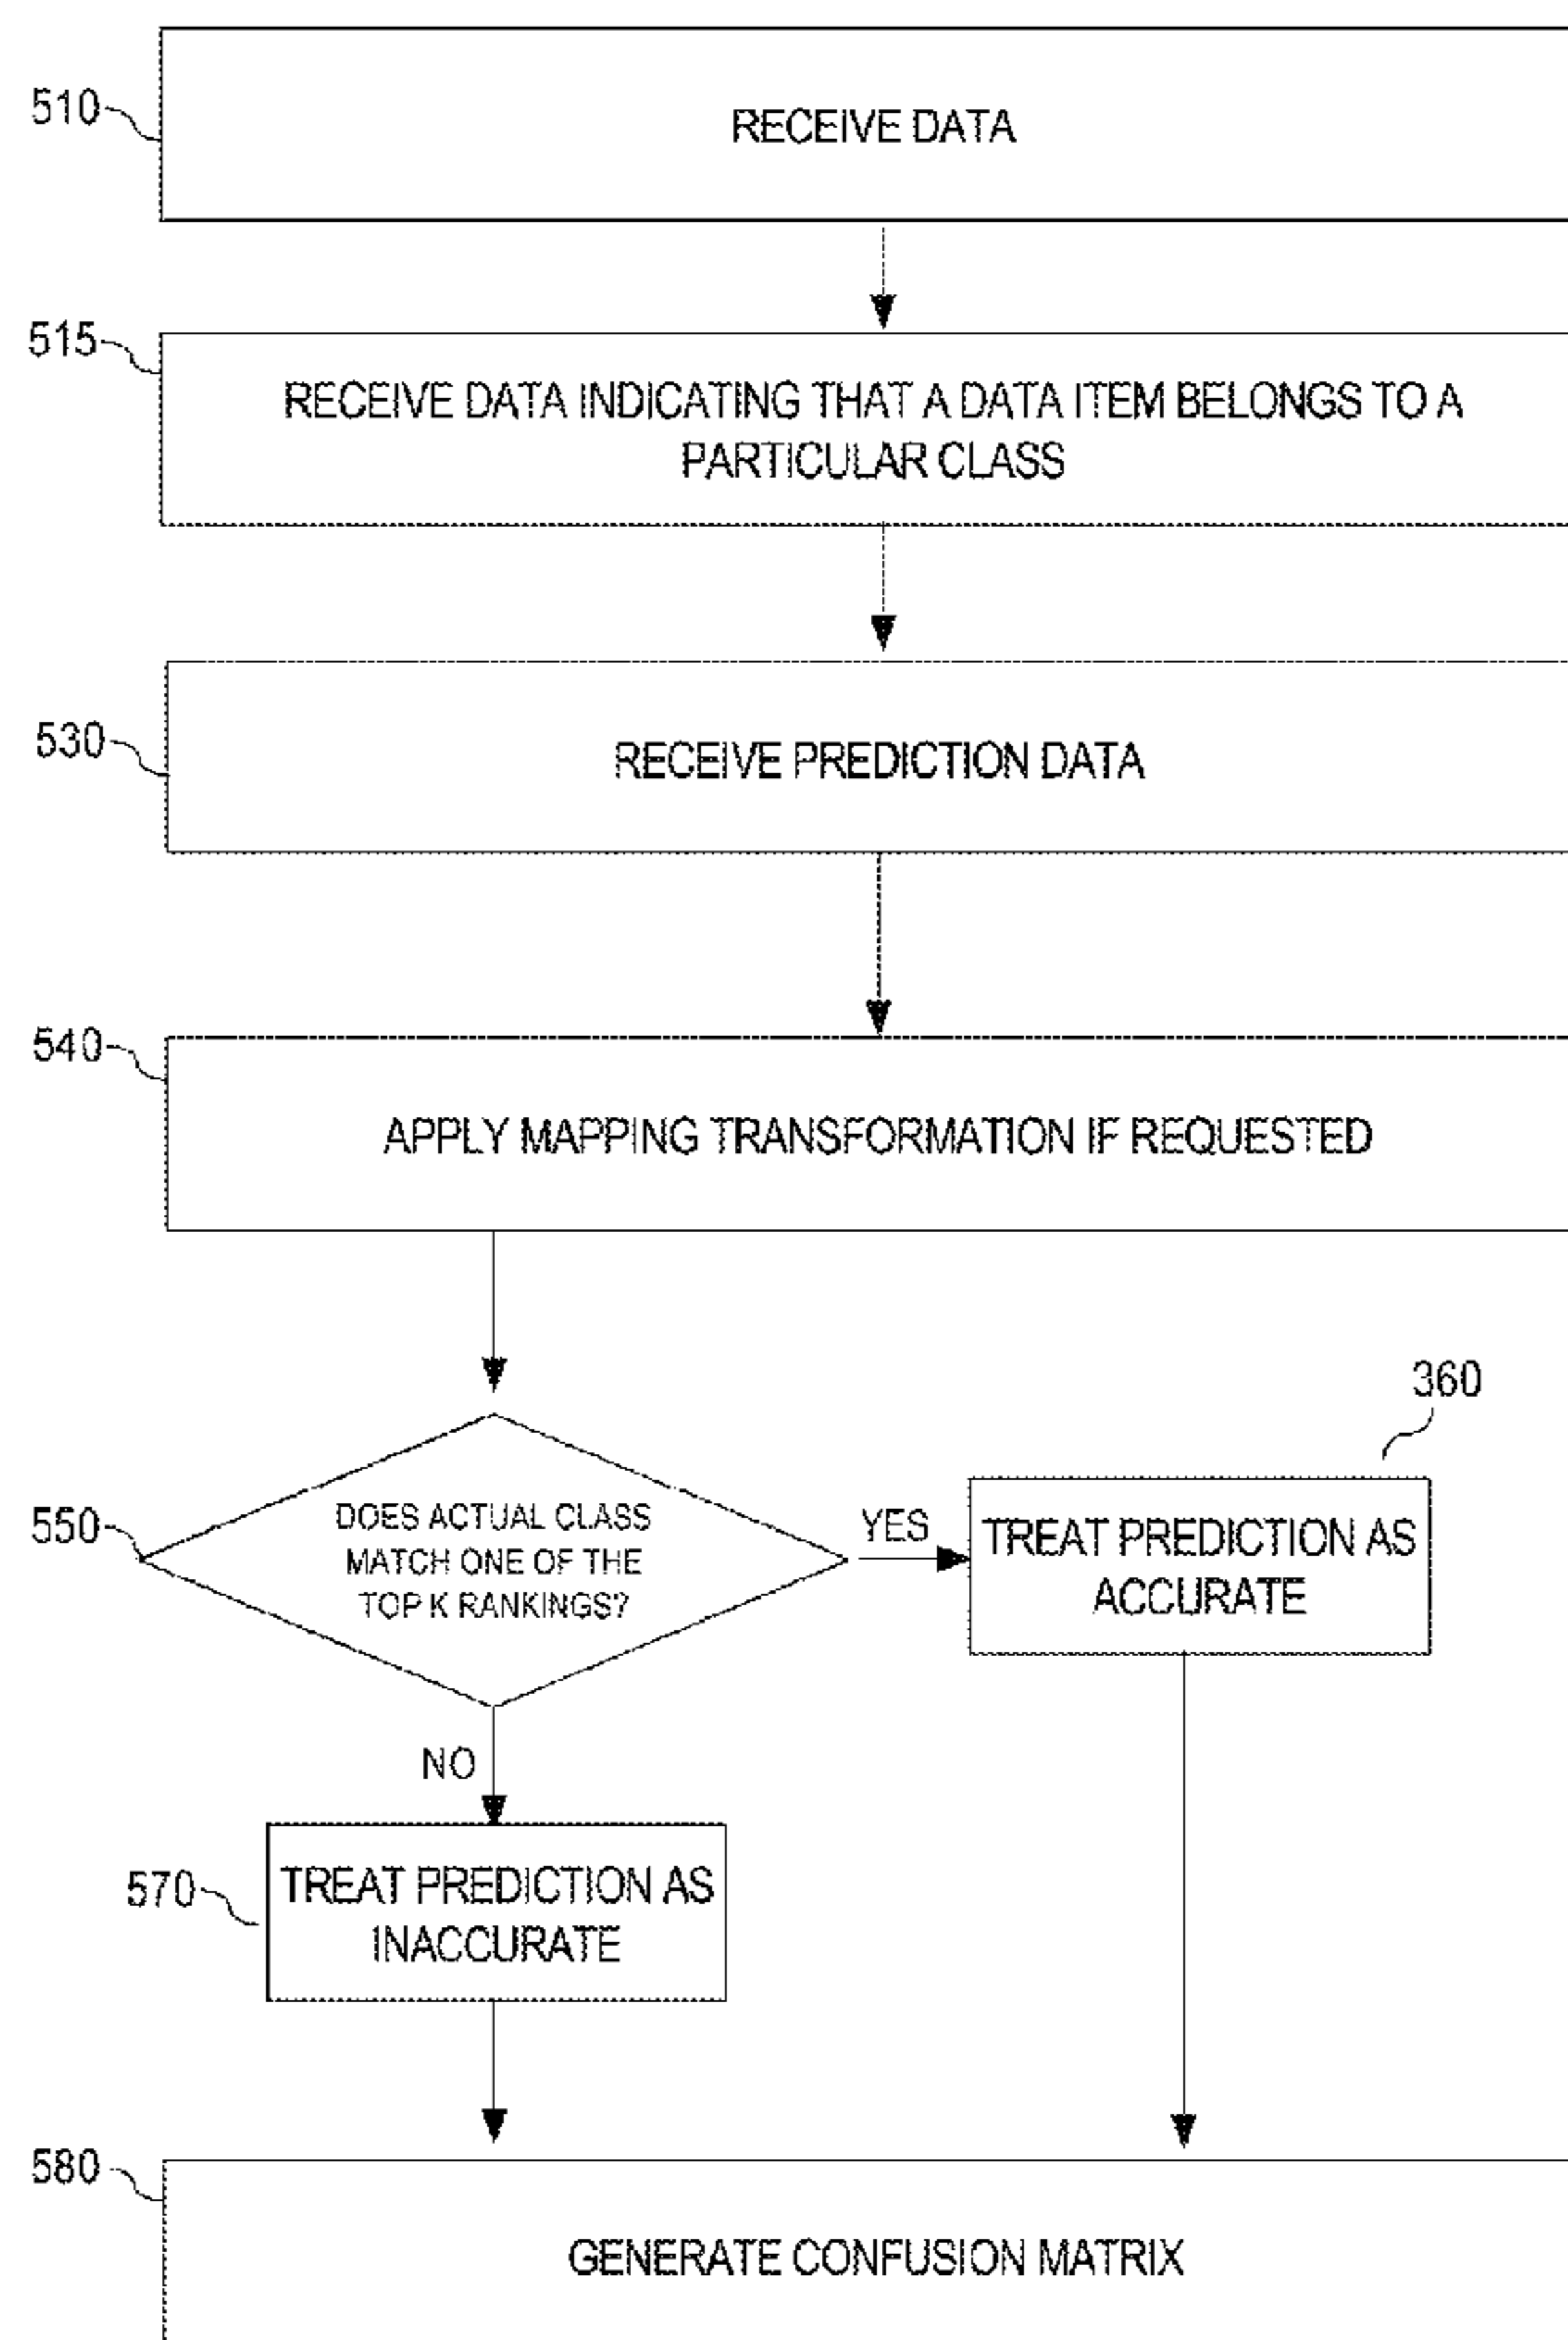 510
RECEIVE DATA
515
RECEIVE DATA INDICATING THAT A DATA ITEM BELONGS TO A
PARTICULAR CLASS
530
RECEIVE PREDICTION DATA
540
APPLY MAPPING TRANSFORMATION IF REQUESTED
360
550
DOES ACTUAL CLASS
MATCH ONE OF THE
TOP K RANKINGS?
YES
TREAT PREDICTION AS
ACCURATE
NO
570
TREAT PREDICTION AS
INACCURATE
580
GENERATE CONFUSION MATRIX